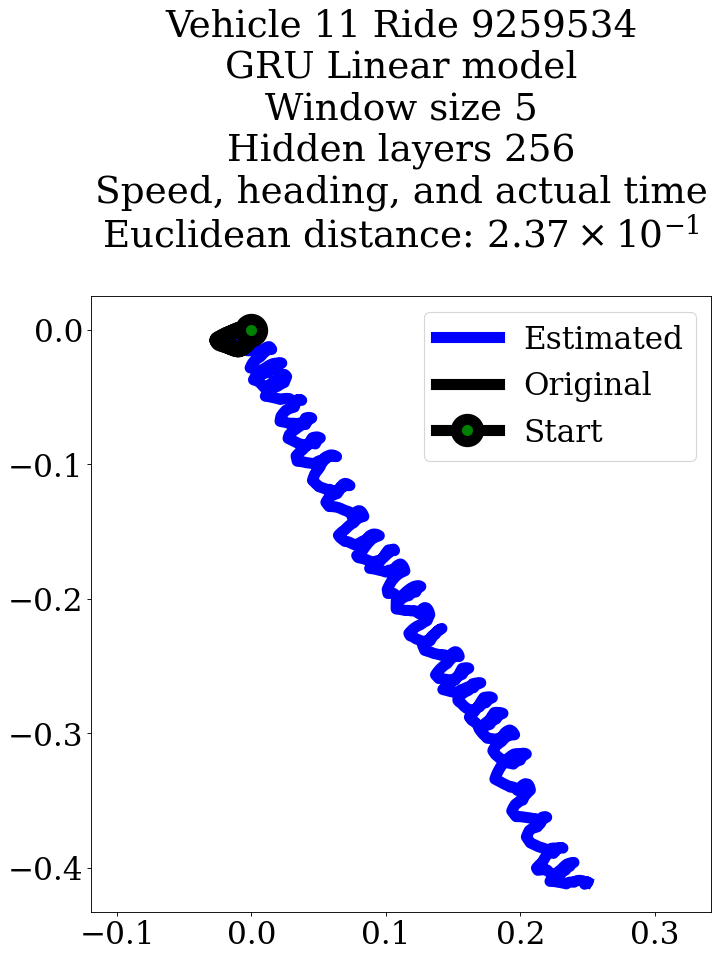 Vehicle 11 Ride 9259534
GRU Linear model
Window size 5
Hidden layers 256
Speed, heading, and actual time
Euclidean distance: 2.37 × 10⁻¹
Estimated
Original
Start
0.0
−0.1
−0.2
−0.3
−0.4
−0.1
0.0
0.1
0.2
0.3